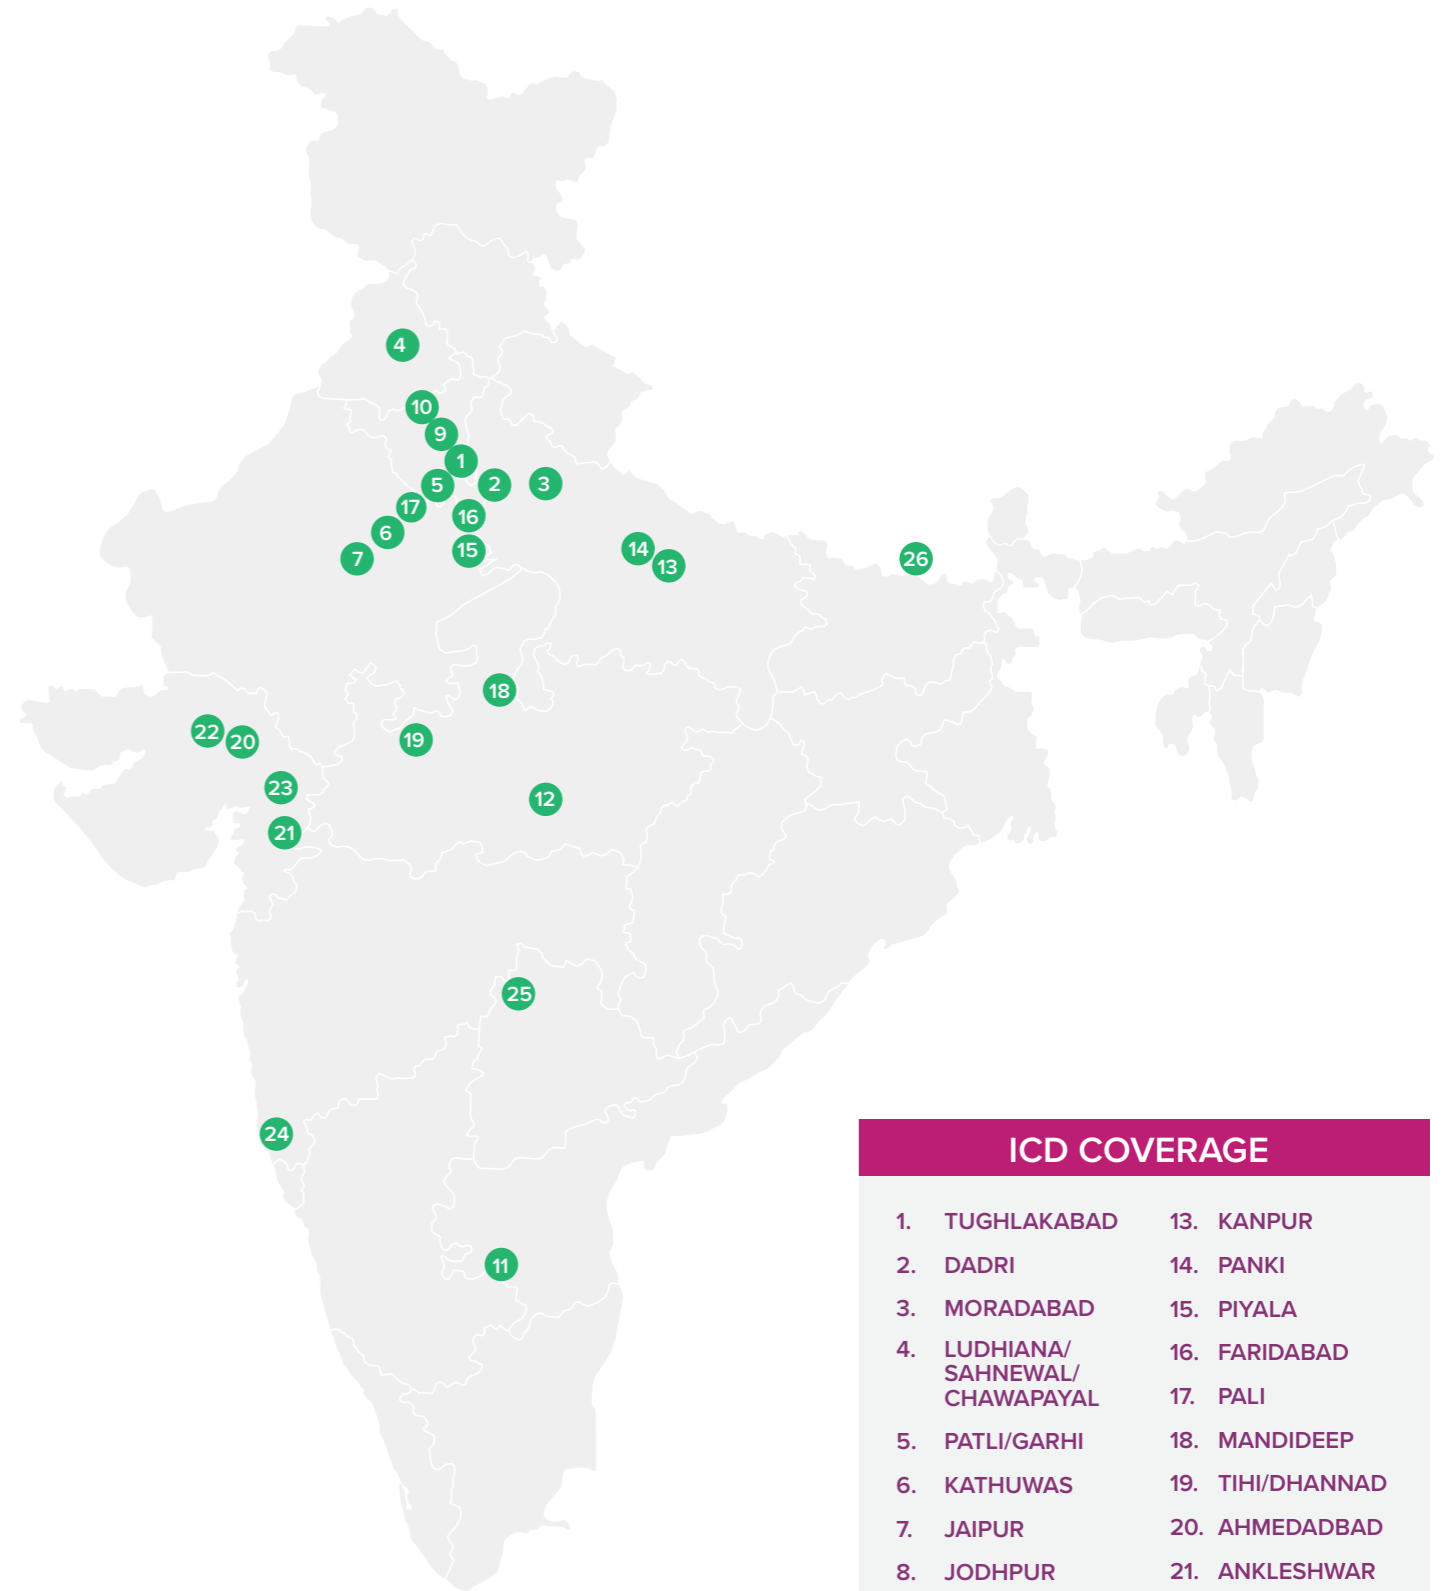 4
10
9
1
5
2
3
17
16
6
15
7
14
13
26
18
22
20
19
23
12
21
25
24
11
ICD COVERAGE
1. TUGHLAKABAD
2. DADRI
3. MORADABAD
4. LUDHIANA/
SAHNEWAL/
CHAWAPAYAL
5. PATLI/GARHI
6. KATHUWAS
7. JAIPUR
8. JODHPUR
13. KANPUR
14. PANKI
15. PIYALA
16. FARIDABAD
17. PALI
18. MANDIDEEP
19. TIHI/DHANNAD
20. AHMEDADBAD
21. ANKLESHWAR